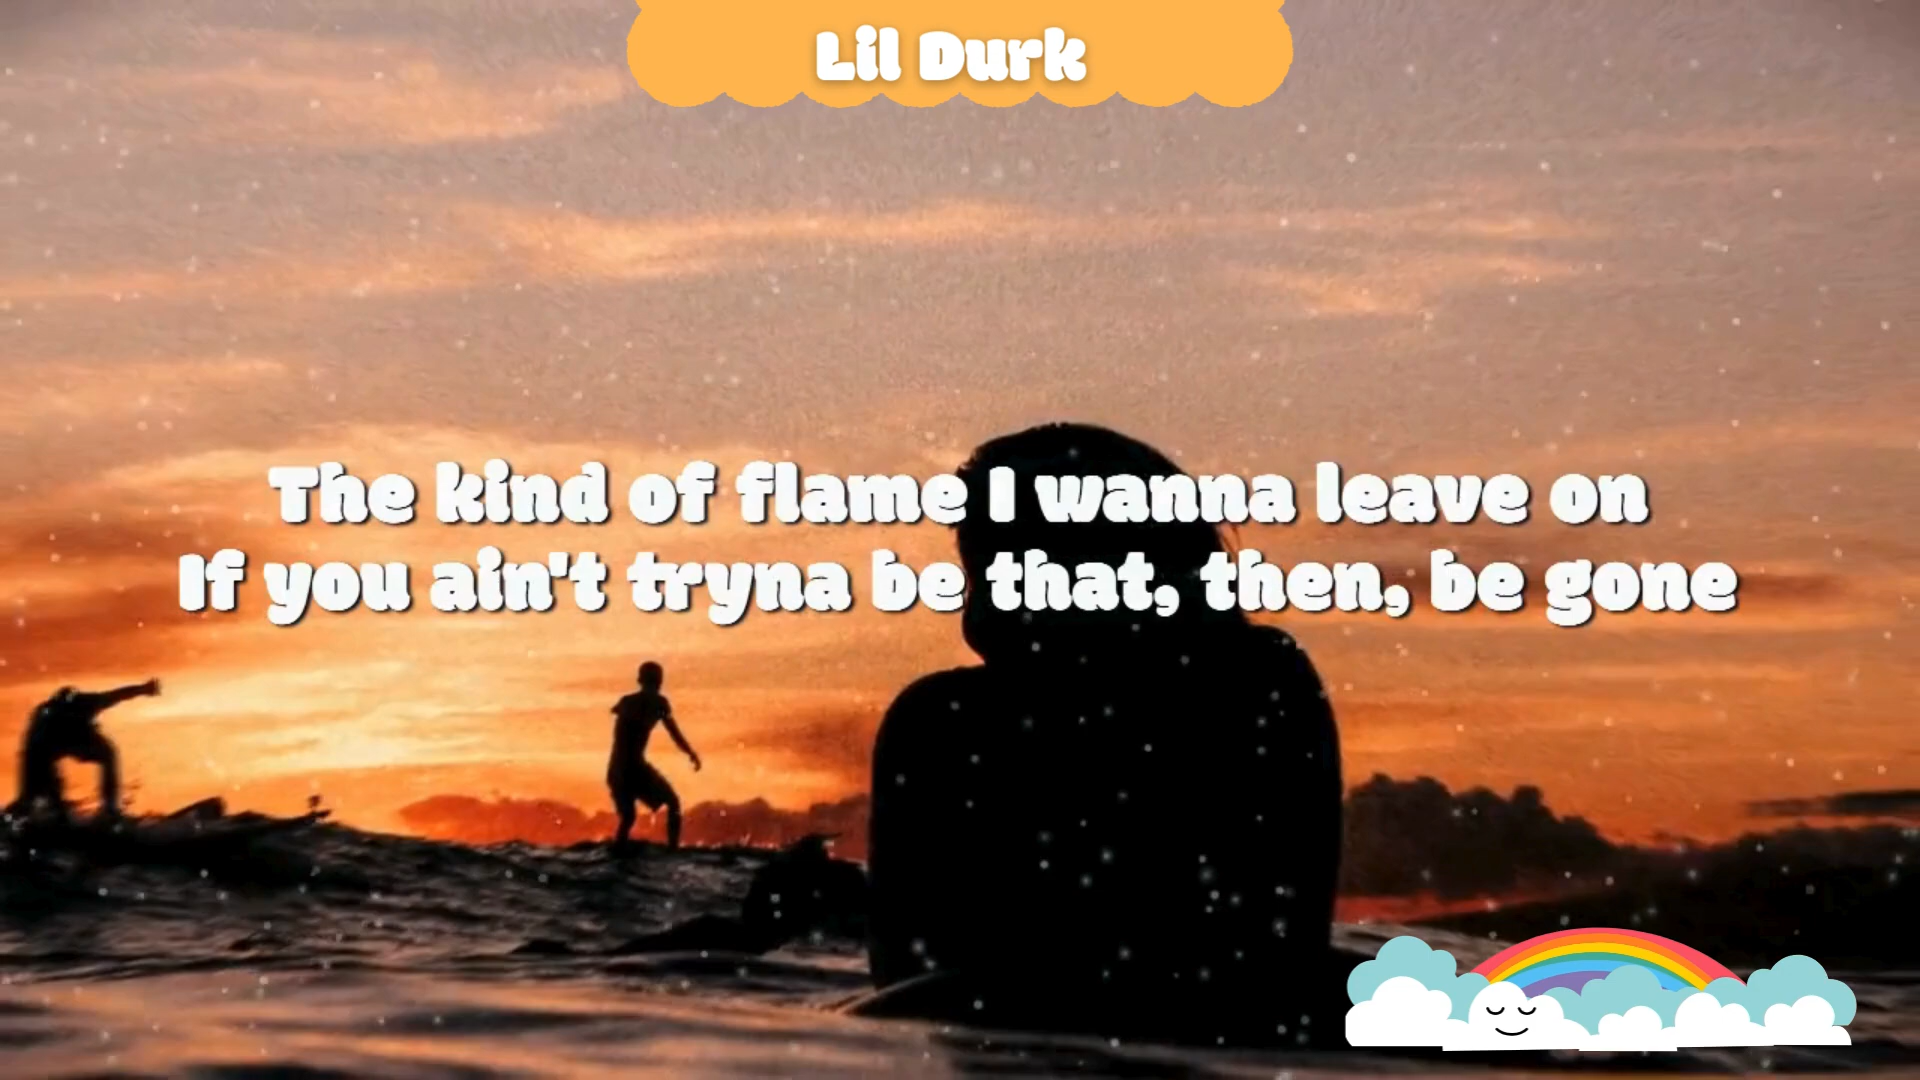 Lil Durk
The kind of flame I wanna leave on
If you ain't tryna be that, then, be gone